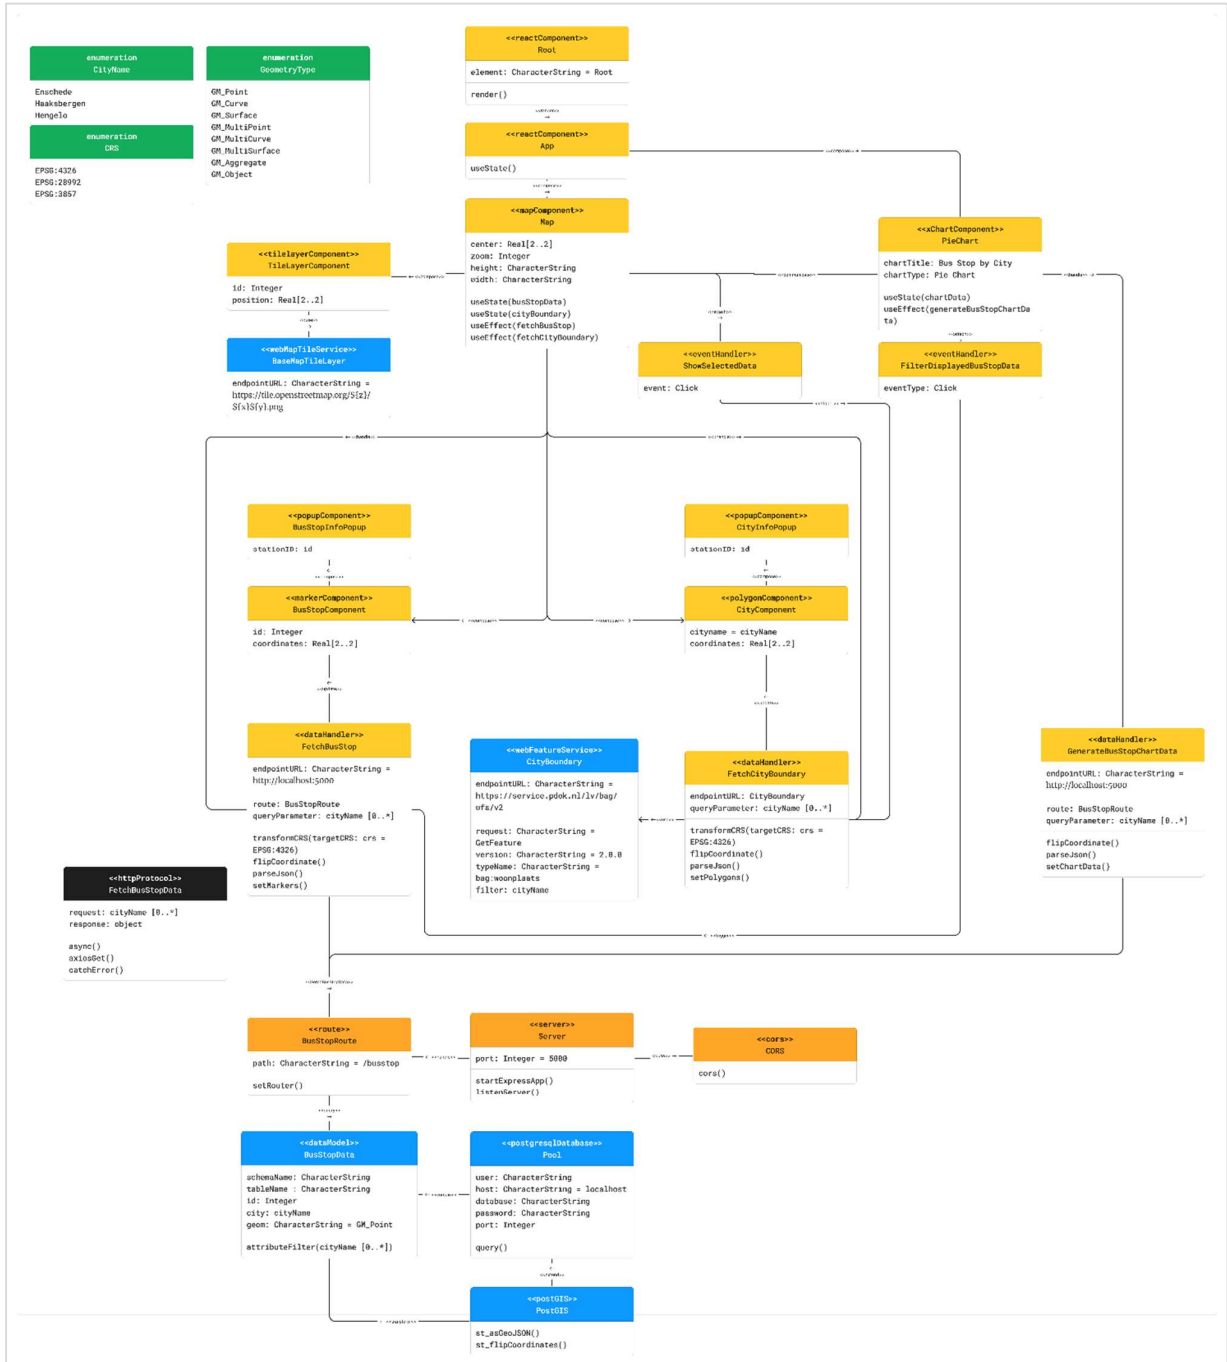 enumeration
CityName
Enschede
Haaksbergen
Hengelo
enumeration
CRS
EPSG:4326
EPSG:28992
EPSG:3857
enumeration
GeometryType
GM_Point
GM_Curve
GM_Surface
GM_MultiPoint
GM_MultiCurve
GM_MultiSurface
GM_Aggregate
GM_Object
<<reactComponent>>
Root
element: CharacterString = Root
render()
<<reactComponent>>
App
useState()
<<mapComponent>>
Map
center: Real[2..2]
zoom: Integer
height: CharacterString
width: CharacterString
useState(busStopData)
useState(cityBoundary)
useEffect(fetchBusStop)
useEffect(fetchCityBoundary)
<<tilelayerComponent>>
TileLayerComponent
id: Integer
position: Real[2..2]
<<webMapTileService>>
BaseMapTileLayer
endpointURL: CharacterString =
https://tile.openstreetmap.org/${z}/
${x}${y}.png
<<xChartComponent>>
PieChart
chartTitle: Bus Stop by City
chartType: Pie Chart
useState(chartData)
useEffect(generateBusStopChartDa
ta)
<<eventHandler>>
ShowSelectedData
event: Click
<<eventHandler>>
FilterDisplayedBusStopData
eventType: Click
<<popupComponent>>
BusStopInfoPopup
stationID: id
<<popupComponent>>
CityInfoPopup
stationID: id
<<markerComponent>>
BusStopComponent
id: Integer
coordinates: Real[2..2]
<<polygonComponent>>
CityComponent
cityname = cityName
coordinates: Real[2..2]
<<dataHandler>>
FetchBusStop
endpointURL: CharacterString =
http://localhost:5000
route: BusStopRoute
queryParameter: cityName [0..*]
transformCRS(targetCRS: crs =
EPSG:4326)
flipCoordinate()
parseJson()
setMarkers()
<<webFeatureService>>
CityBoundary
endpointURL: CharacterString =
https://service.pdok.nl/lv/bag/
wfs/v2
request: CharacterString =
GetFeature
version: CharacterString = 2.0.0
typeName: CharacterString =
bag:woonplaats
filter: cityName
<<dataHandler>>
FetchCityBoundary
endpointURL: CityBoundary
queryParameter: cityName [0..*]
transformCRS(targetCRS: crs =
EPSG:4326)
flipCoordinate()
parseJson()
setPolygons()
<<dataHandler>>
GenerateBusStopChartData
endpointURL: CharacterString =
http://localhost:5000
route: BusStopRoute
queryParameter: cityName [0..*]
flipCoordinate()
parseJson()
setChartData()
<<httpProtocol>>
FetchBusStopData
request: cityName [0..*]
response: object
async()
axiosGet()
catchError()
<<route>>
BusStopRoute
path: CharacterString = /busstop
setRouter()
<<server>>
Server
port: Integer = 5000
startExpressApp()
listenServer()
<<cors>>
CORS
cors()
<<dataModel>>
BusStopData
schemaName: CharacterString
tableName : CharacterString
id: Integer
city: cityName
geom: CharacterString = GM_Point
attributeFilter(cityName [0..*])
<<postgresqlDatabase>>
Pool
user: CharacterString
host: CharacterString = localhost
database: CharacterString
password: CharacterString
port: Integer
query()
<<postGIS>>
PostGIS
st_asGeoJSON()
st_flipCoordinates()